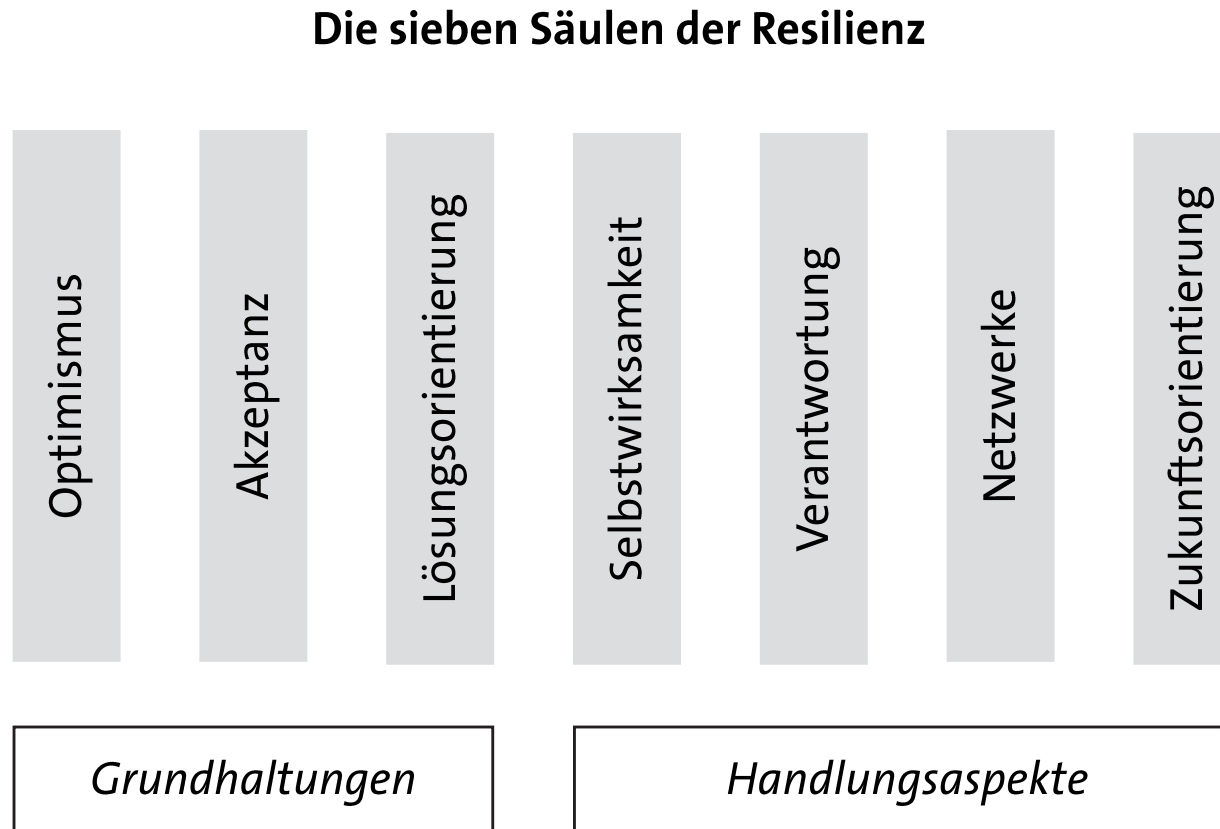 Die sieben Säulen der Resilienz
Optimismus
Akzeptanz
Lösungsorientierung
Selbstwirksamkeit
Verantwortung
Netzwerke
Zukunftsorientierung
Grundhaltungen
Handlungsaspekte